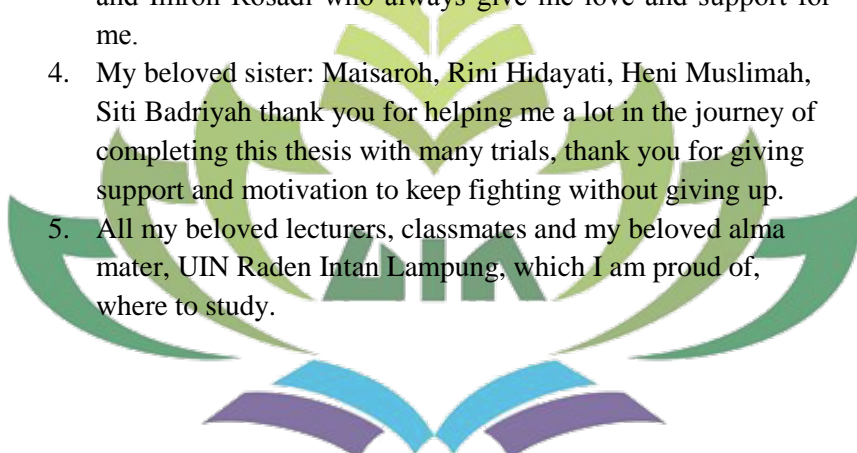 and Imron Rosadi who always give me love and support for
me.
4. My beloved sister: Maisaroh, Rini Hidayati, Heni Muslimah,
Siti Badriyah thank you for helping me a lot in the journey of
completing this thesis with many trials, thank you for giving
support and motivation to keep fighting without giving up.
5. All my beloved lecturers, classmates and my beloved alma
mater, UIN Raden Intan Lampung, which I am proud of,
where to study.
UIN